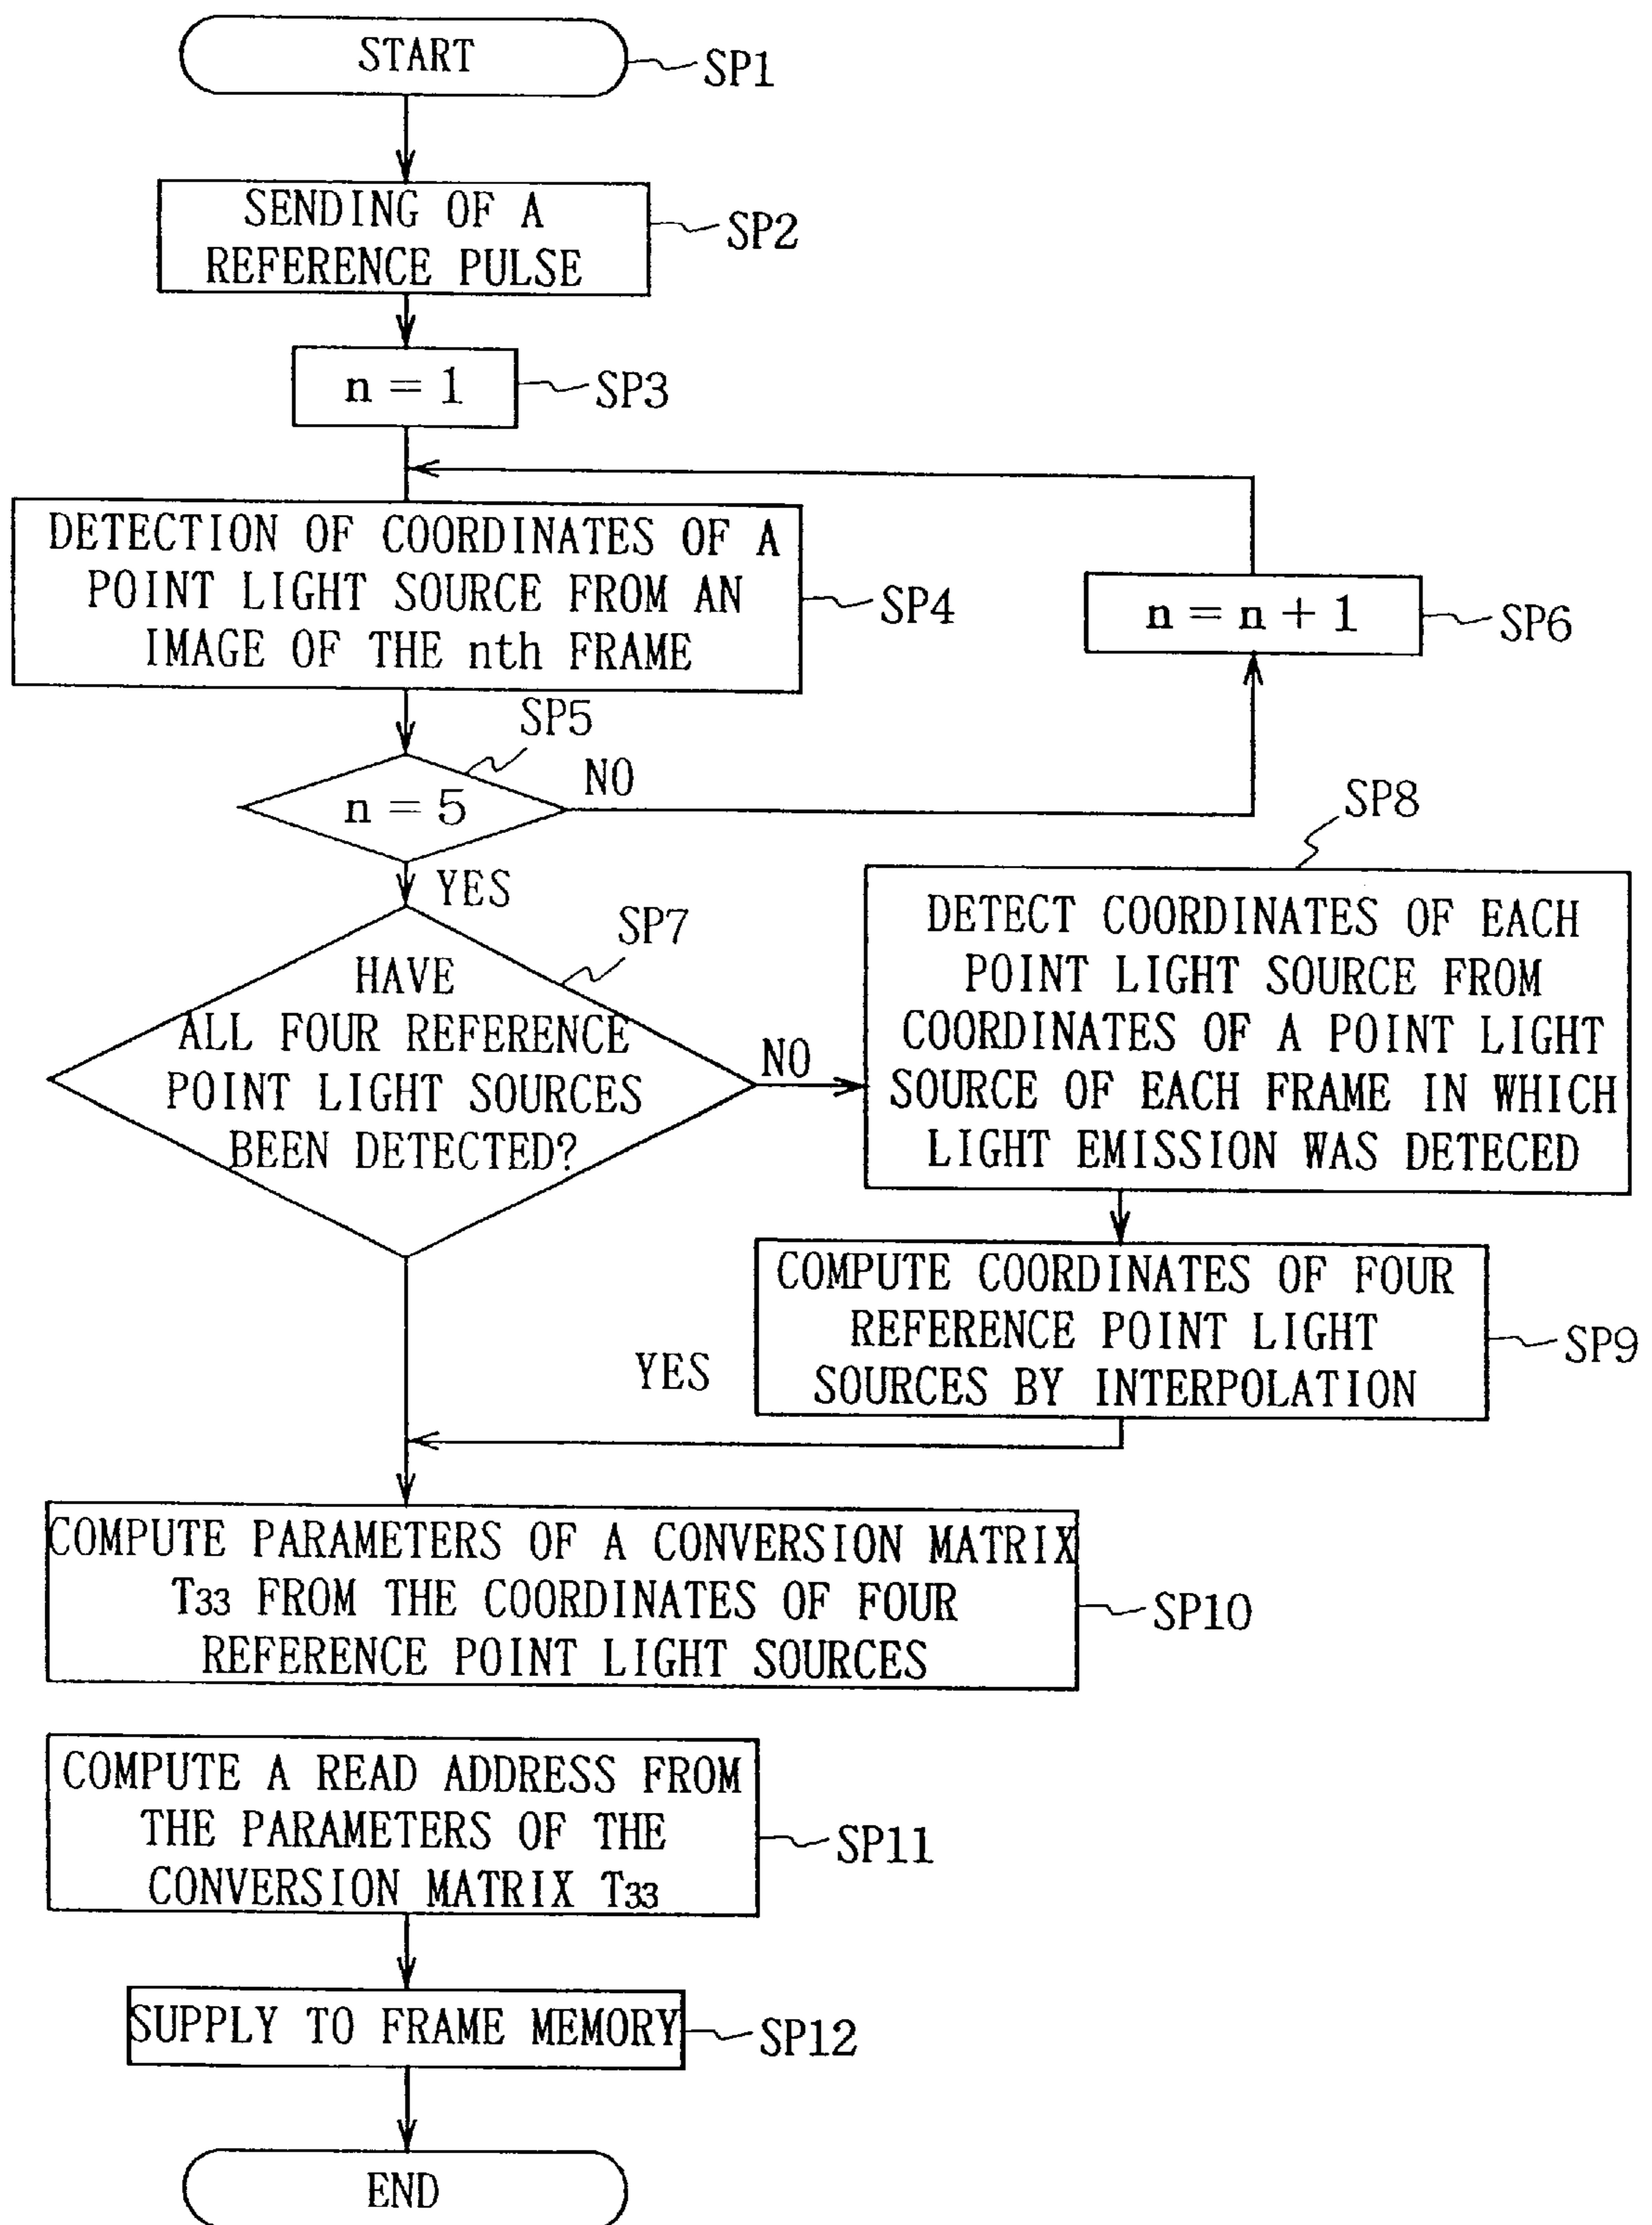 START
SP1
SENDING OF A
REFERENCE PULSE
SP2
n = 1
SP3
DETECTION OF COORDINATES OF A
POINT LIGHT SOURCE FROM AN
IMAGE OF THE nth FRAME
SP4
n = n + 1
SP6
SP5
n = 5
NO
YES
SP7
HAVE
ALL FOUR REFERENCE
POINT LIGHT SOURCES
BEEN DETECTED?
NO
SP8
DETECT COORDINATES OF EACH
POINT LIGHT SOURCE FROM
COORDINATES OF A POINT LIGHT
SOURCE OF EACH FRAME IN WHICH
LIGHT EMISSION WAS DETECED
COMPUTE COORDINATES OF FOUR
REFERENCE POINT LIGHT
SOURCES BY INTERPOLATION
SP9
YES
COMPUTE PARAMETERS OF A CONVERSION MATRIX
T33 FROM THE COORDINATES OF FOUR
REFERENCE POINT LIGHT SOURCES
SP10
COMPUTE A READ ADDRESS FROM
THE PARAMETERS OF THE
CONVERSION MATRIX T33
SP11
SUPPLY TO FRAME MEMORY
SP12
END